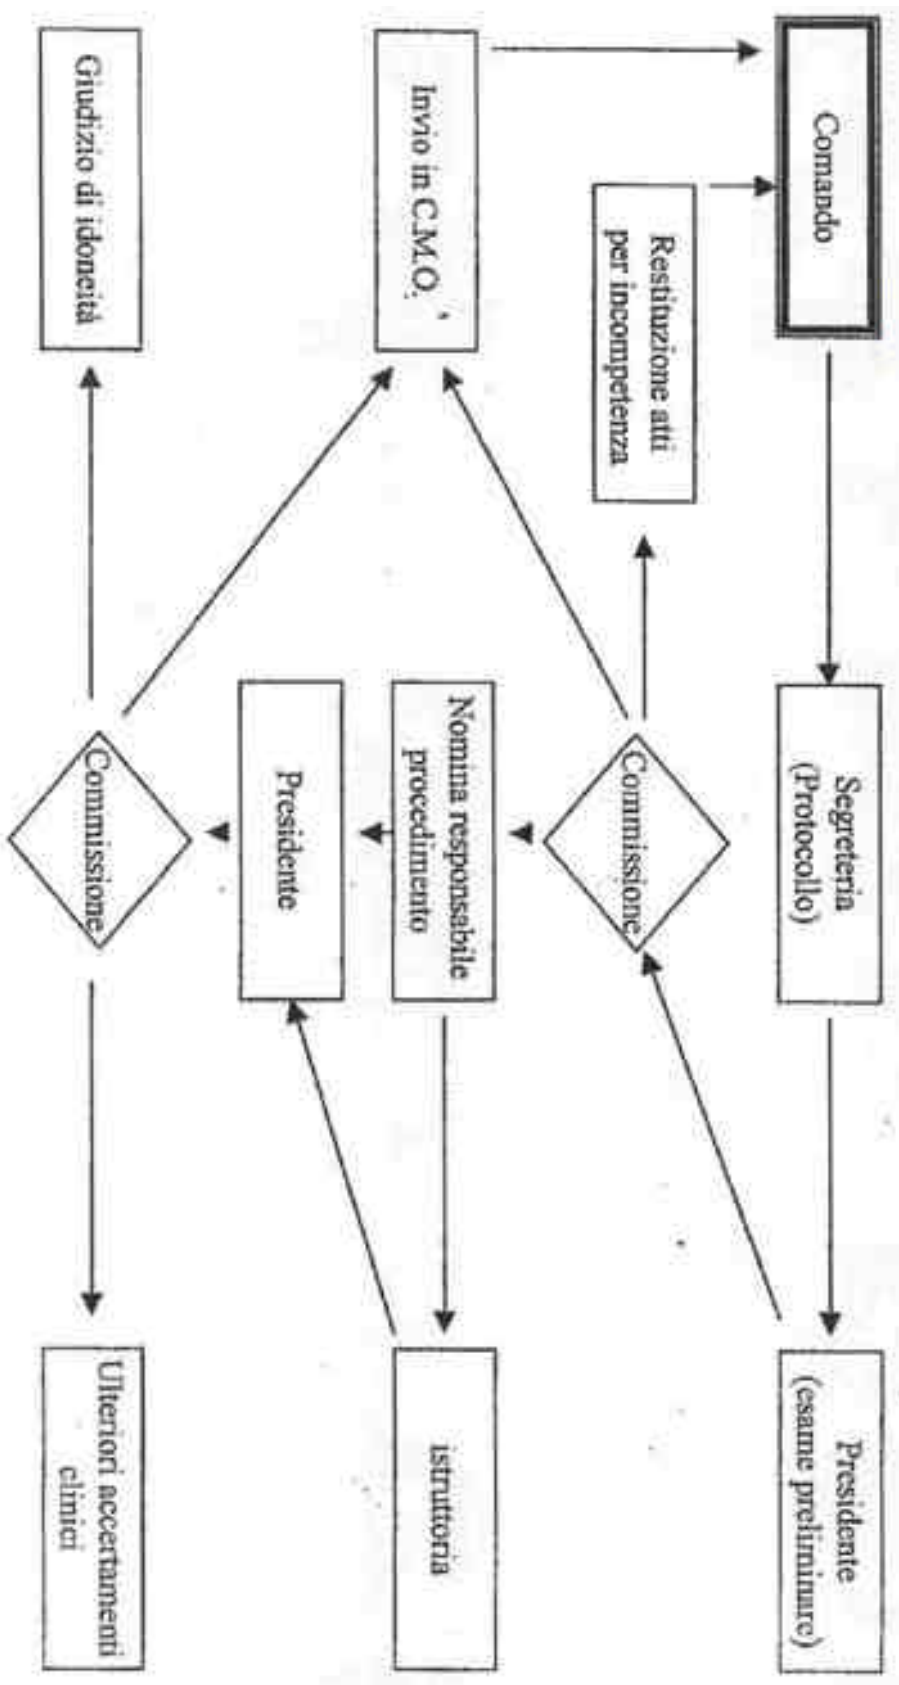 Comando
Segreteria
(Protocollo)
Presidente
(esame preliminare)
Restituzione atti
per incompetenza
Commissione
Invio in C.M.O.
Nomina responsabile
procedimento
istruttoria
Presidente
Giudizio di idoneità
Commissione
Ulteriori accertamenti
clinici